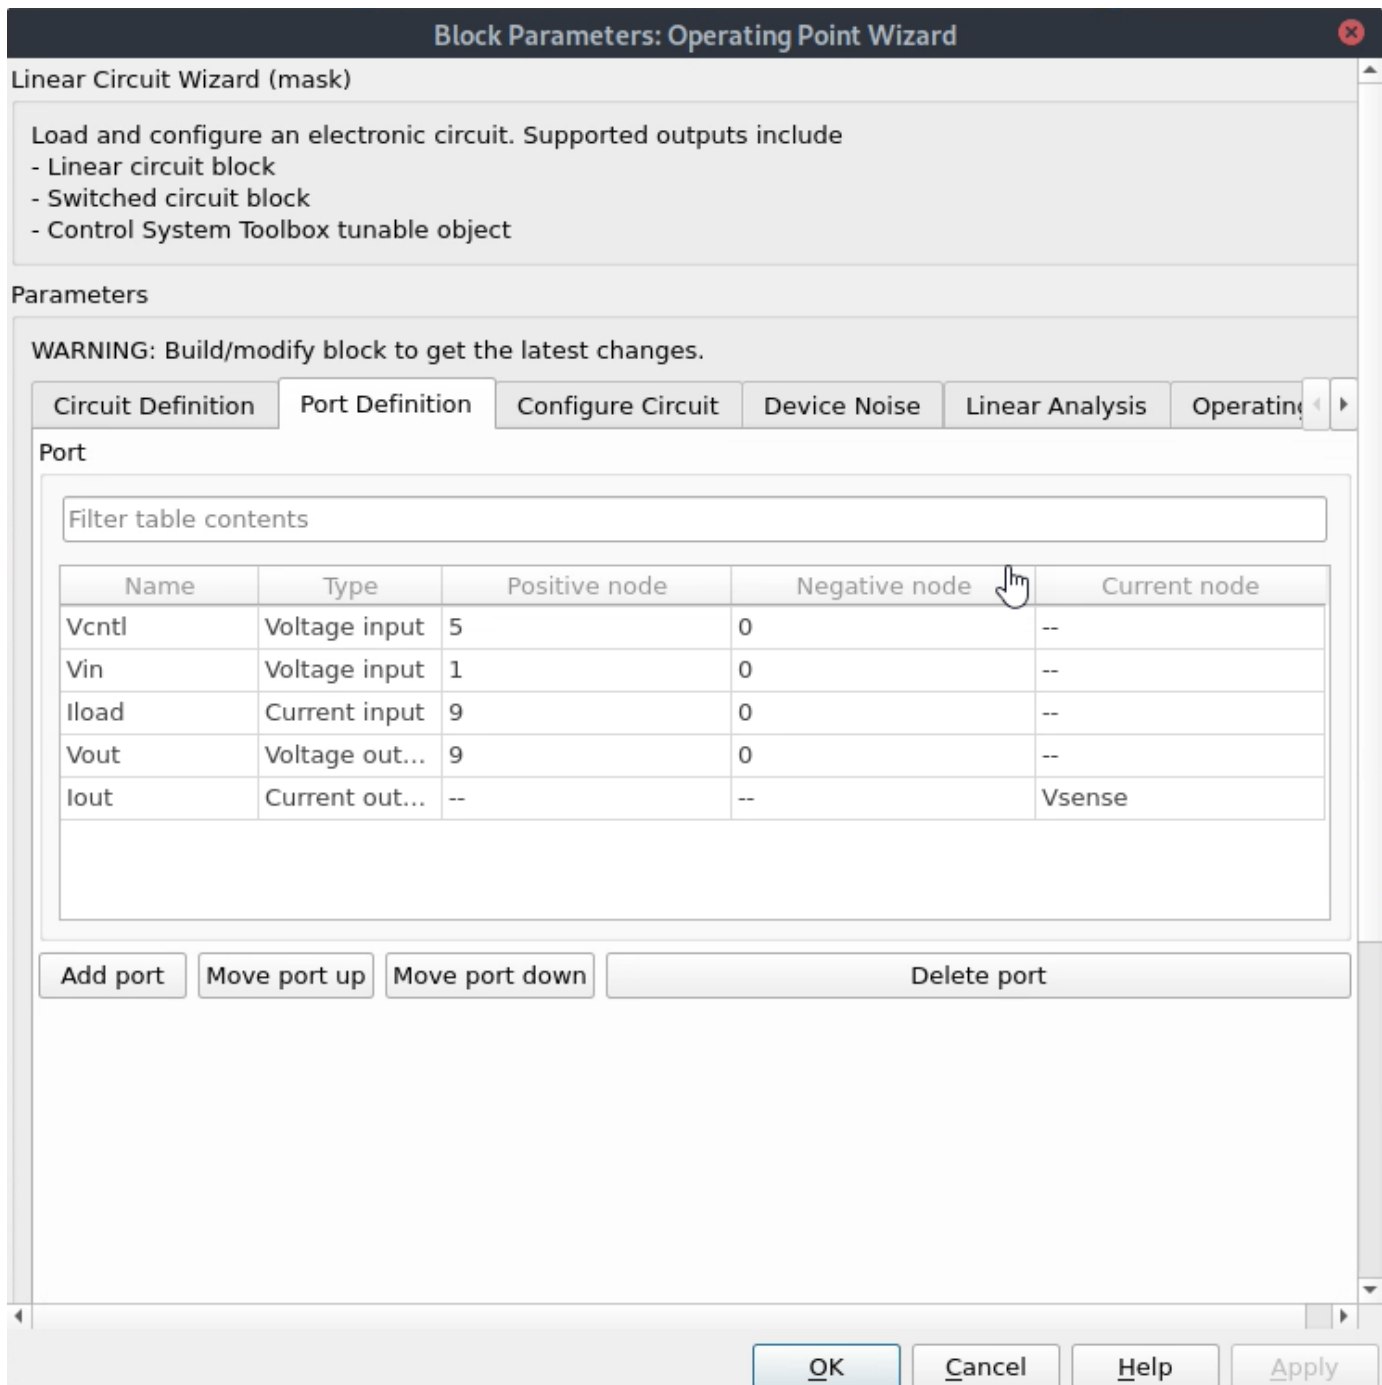 Block Parameters: Operating Point Wizard
Linear Circuit Wizard (mask)
Load and configure an electronic circuit. Supported outputs include
- Linear circuit block
- Switched circuit block
- Control System Toolbox tunable object
Parameters
WARNING: Build/modify block to get the latest changes.
Circuit Definition Port Definition Configure Circuit Device Noise Linear Analysis Operating
Port
Filter table contents
Name Type Positive node Negative node Current node
Vcntl Voltage input 5 0 --
Vin Voltage input 1 0 --
Iload Current input 9 0 --
Vout Voltage out... 9 0 --
Iout Current out... -- -- Vsense
Add port Move port up Move port down Delete port
OK Cancel Help Apply